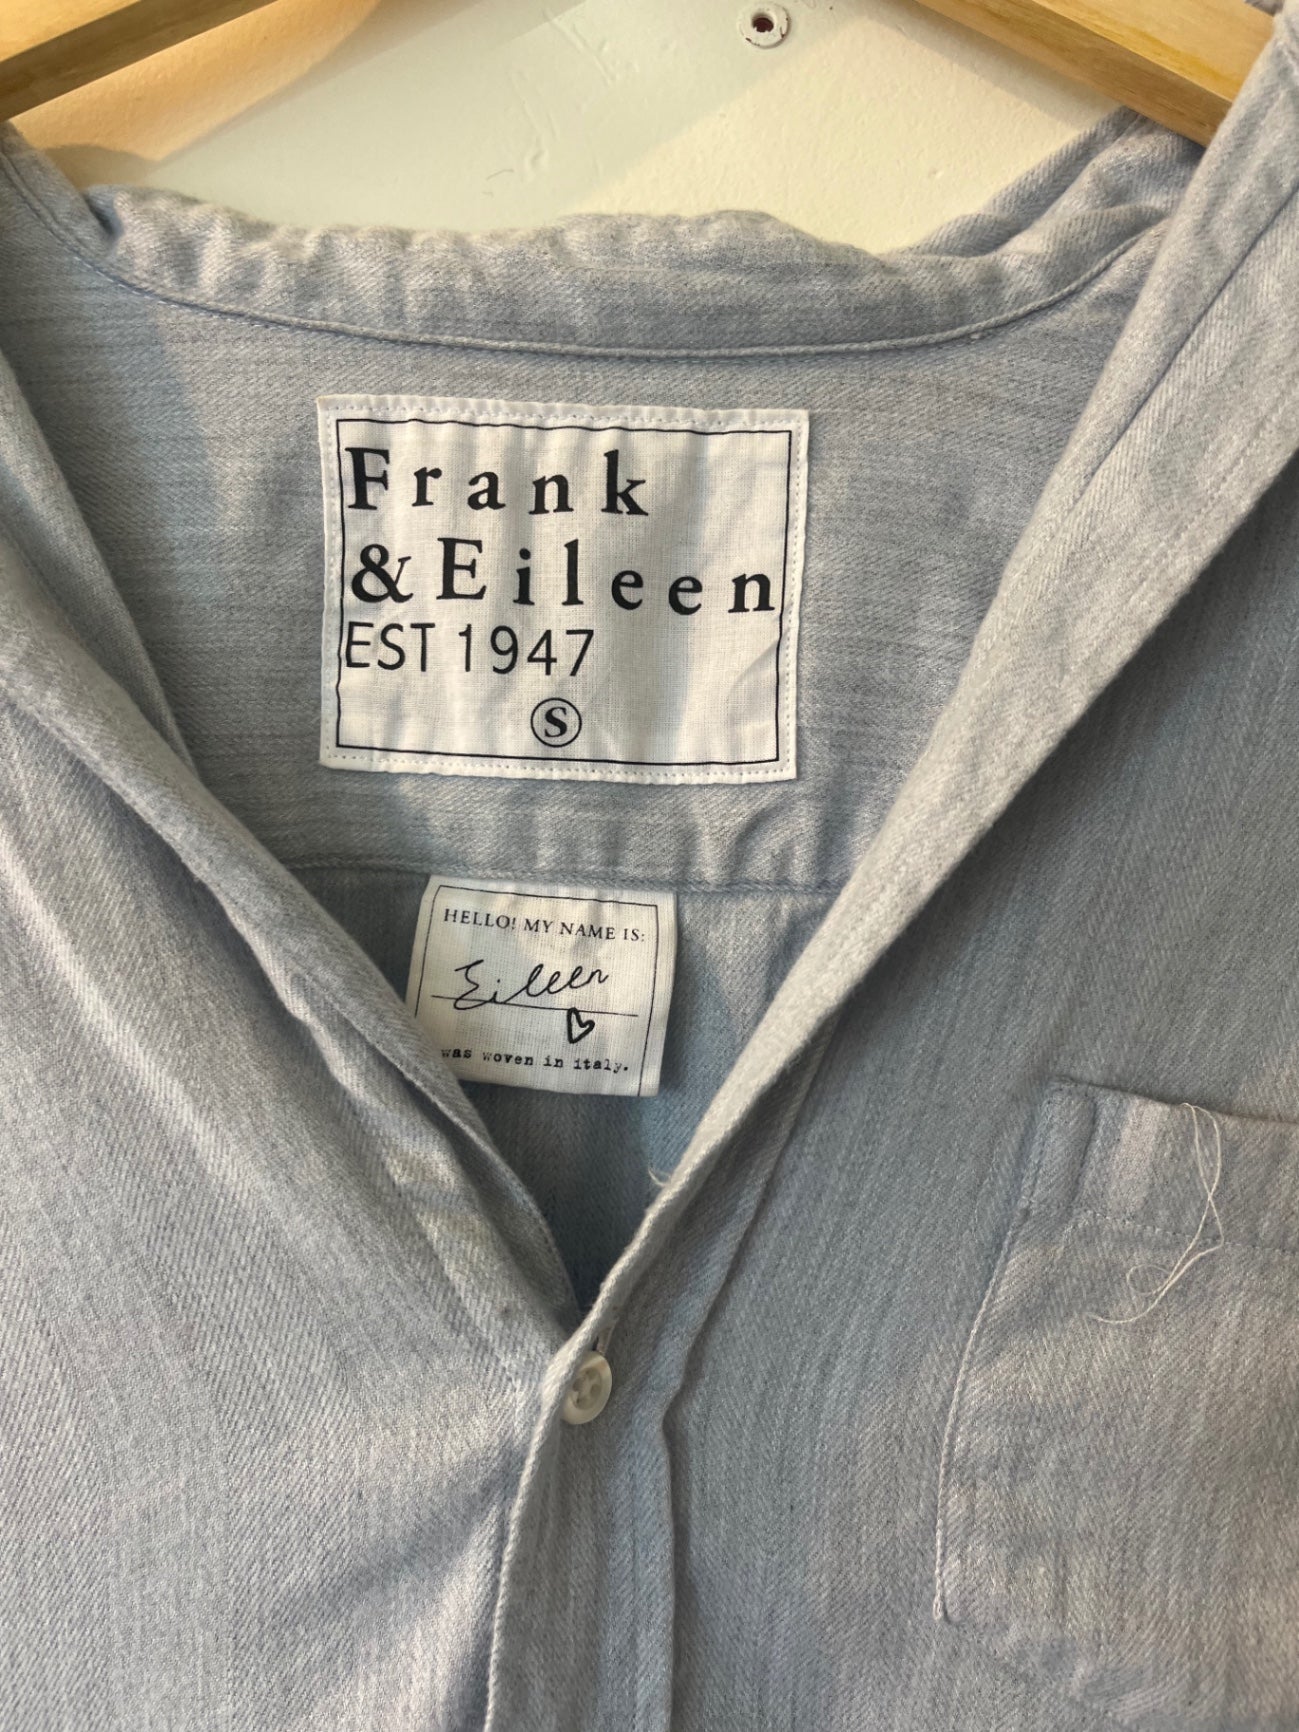 Frank
& Eileen
EST 1947
S
HELLO! MY NAME IS:
Eileen
was woven in italy.